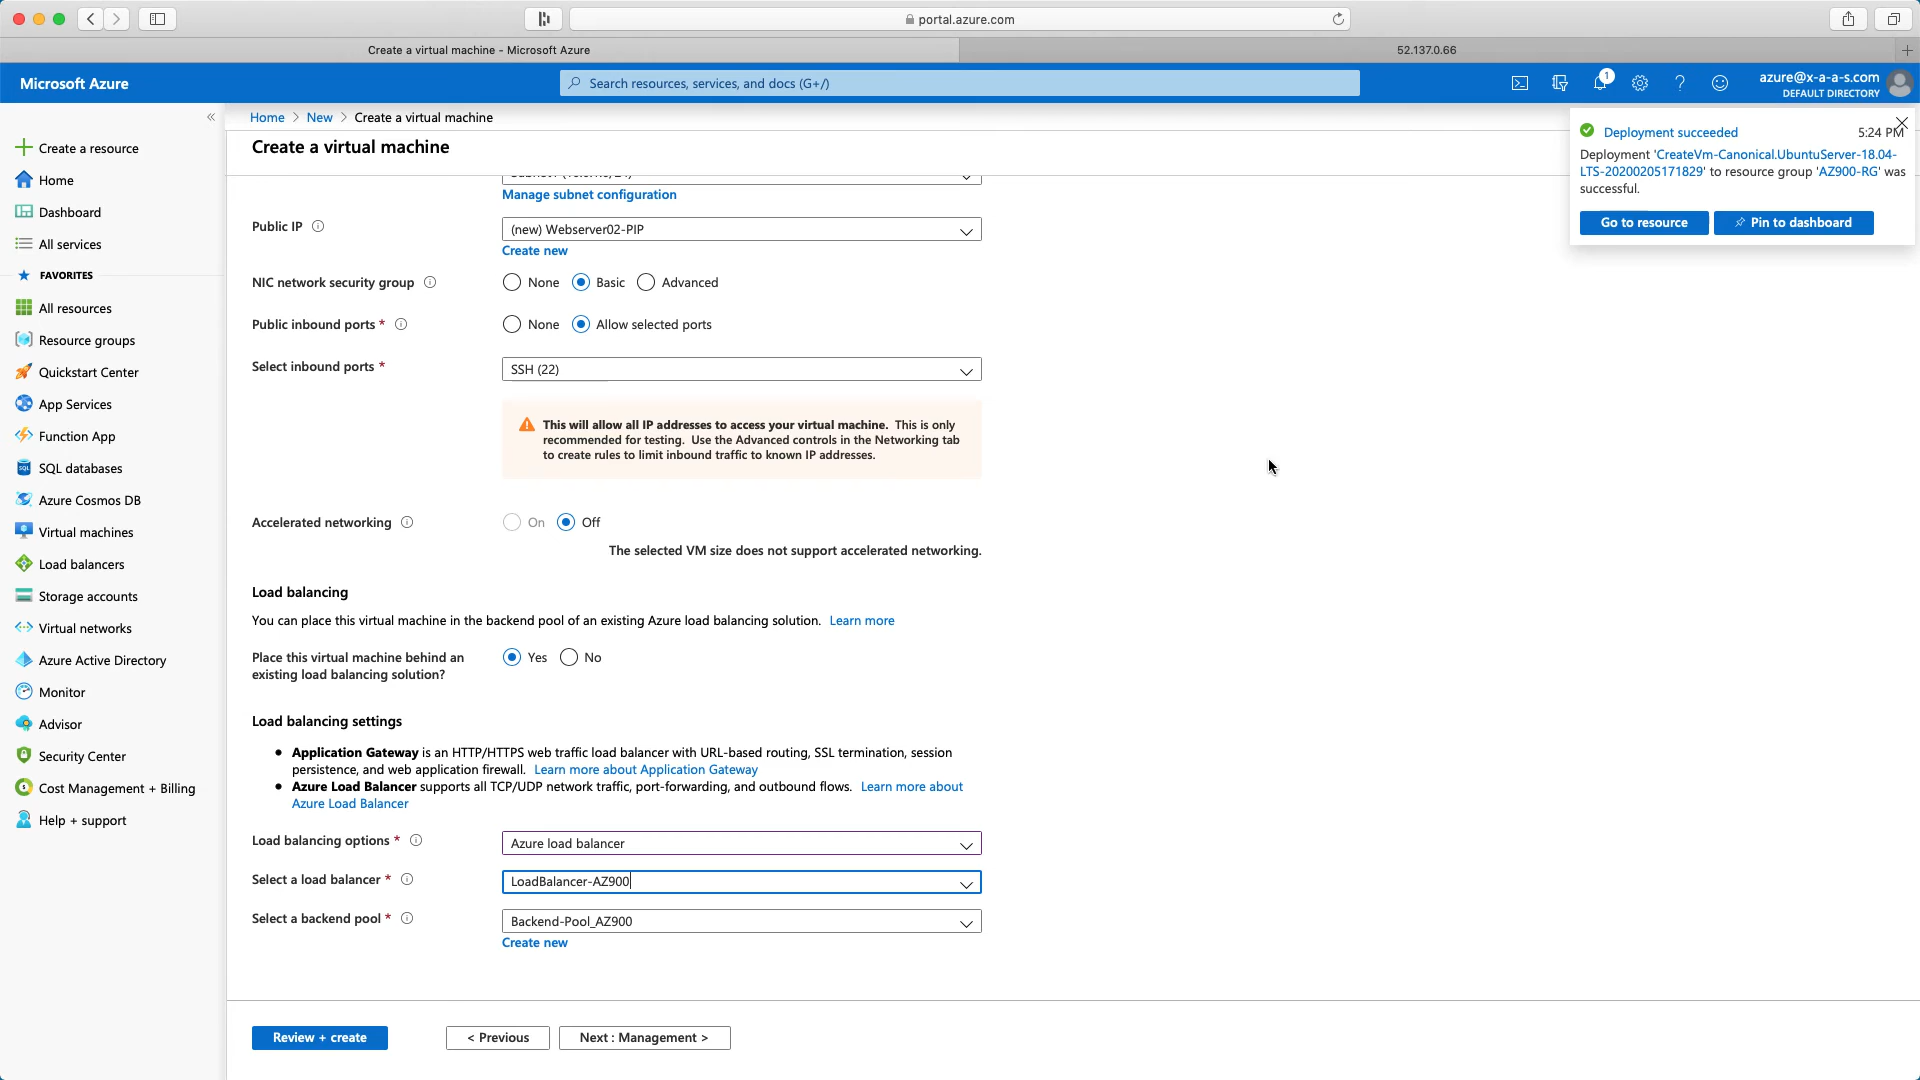 portal.azure.com
Create a virtual machine - Microsoft Azure
52.137.0.66
Microsoft Azure
Search resources, services, and docs (G+/)
1
azure@x-a-a-s.com
DEFAULT DIRECTORY
Home > New > Create a virtual machine
Create a virtual machine
Create a resource
Home
Dashboard
All services
FAVORITES
All resources
Resource groups
Quickstart Center
App Services
Function App
SQL databases
Azure Cosmos DB
Virtual machines
Load balancers
Storage accounts
Virtual networks
Azure Active Directory
Monitor
Advisor
Security Center
Cost Management + Billing
Help + support
Manage subnet configuration
Public IP
(new) Webserver02-PIP
Create new
NIC network security group
None Basic Advanced
Public inbound ports *
None Allow selected ports
Select inbound ports *
SSH (22)
This will allow all IP addresses to access your virtual machine. This is only
recommended for testing. Use the Advanced controls in the Networking tab
to create rules to limit inbound traffic to known IP addresses.
Accelerated networking
On Off
The selected VM size does not support accelerated networking.
Load balancing
You can place this virtual machine in the backend pool of an existing Azure load balancing solution. Learn more
Place this virtual machine behind an
existing load balancing solution?
Yes No
Load balancing settings
Application Gateway is an HTTP/HTTPS web traffic load balancer with URL-based routing, SSL termination, session
persistence, and web application firewall. Learn more about Application Gateway
Azure Load Balancer supports all TCP/UDP network traffic, port-forwarding, and outbound flows. Learn more about
Azure Load Balancer
Load balancing options *
Azure load balancer
Select a load balancer *
LoadBalancer-AZ900
Select a backend pool *
Backend-Pool_AZ900
Create new
Review + create
< Previous
Next : Management >
Deployment succeeded
5:24 PM
Deployment 'CreateVm-Canonical.UbuntuServer-18.04-
LTS-20200205171829' to resource group 'AZ900-RG' was
successful.
Go to resource
Pin to dashboard